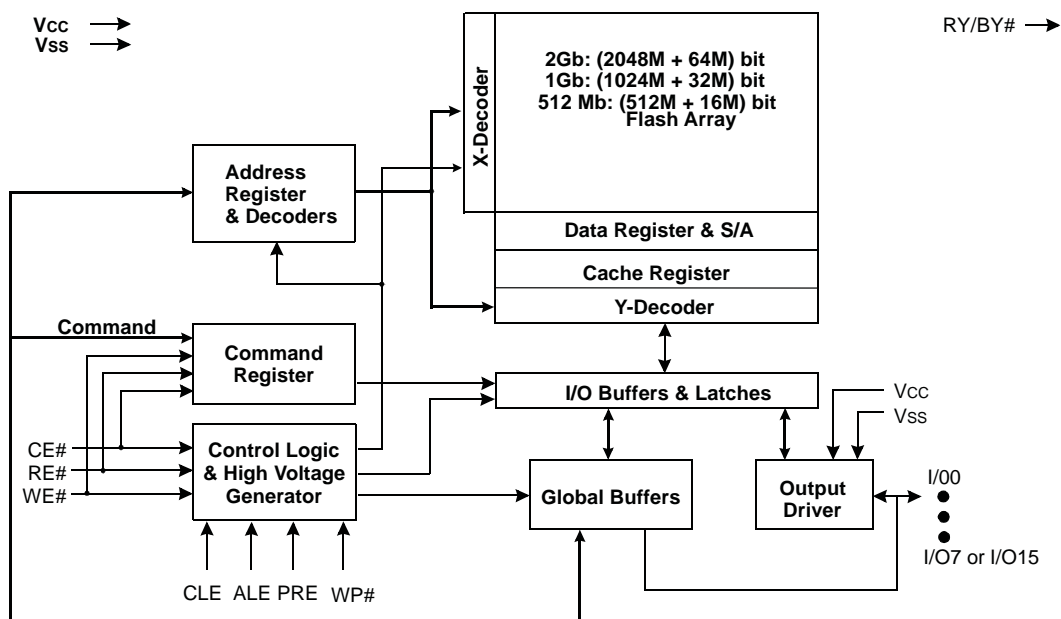 Vcc
Vss
RY/BY#
2Gb: (2048M + 64M) bit
1Gb: (1024M + 32M) bit
512 Mb: (512M + 16M) bit
Flash Array
X-Decoder
Address
Register
& Decoders
Data Register & S/A
Cache Register
Y-Decoder
Command
Command
Register
I/O Buffers & Latches
Vcc
Vss
CE#
RE#
WE#
Control Logic
& High Voltage
Generator
Global Buffers
Output
Driver
I/00
I/O7 or I/O15
CLE
ALE
PRE
WP#